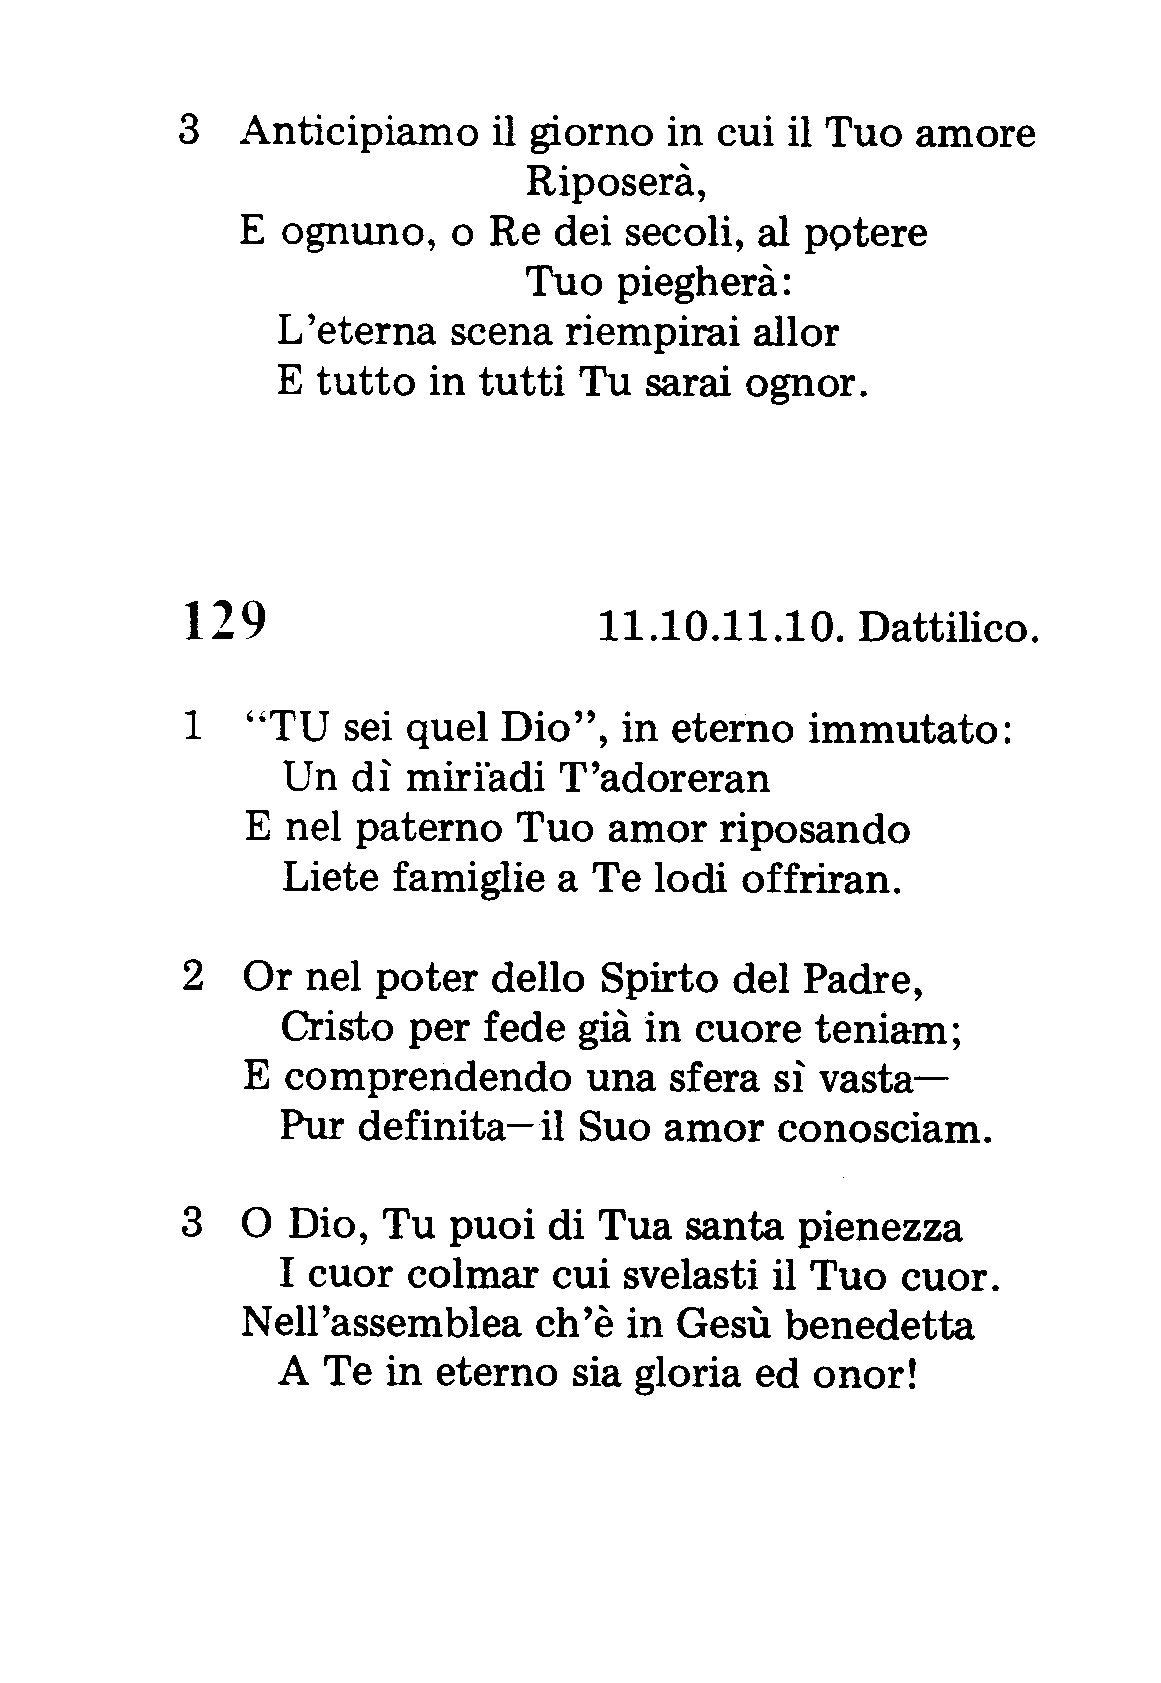 3 Anticipiamo il giorno in cui il Tuo amore
Riposerà,
E ognuno, o Re dei secoli, al potere
Tuo piegherà:
L’eterna scena riempirai allor
E tutto in tutti Tu sarai ognor.
129 11.10.11.10. Dattilico.
1 “TU sei quel Dio”, in eterno immutato:
Un dì mirïadi T’adoreran
E nel paterno Tuo amor riposando
Liete famiglie a Te lodi offriran.
2 Or nel poter dello Spirto del Padre,
Cristo per fede già in cuore teniam;
E comprendendo una sfera sì vasta—
Pur definita—il Suo amor conosciam.
3 O Dio, Tu puoi di Tua santa pienezza
I cuor colmar cui svelasti il Tuo cuor.
Nell’assemblea ch’è in Gesù benedetta
A Te in eterno sia gloria ed onor!